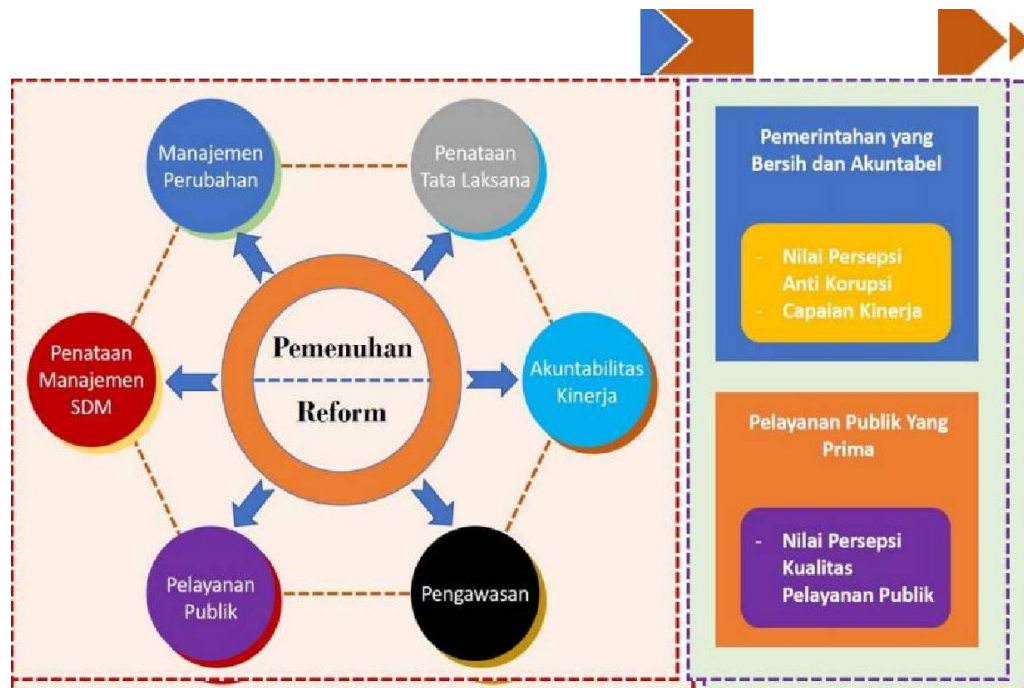 Manajemen
Perubahan
Penataan
Tata Laksana
Penataan
Manajemen
SDM
Pemenuhan
Reform
Akuntabilitas
Kinerja
Pelayanan
Publik
Pengawasan
Pemerintahan yang
Bersih dan Akuntabel
- Nilai Persepsi
Anti Korupsi
- Capaian Kinerja
Pelayanan Publik Yang
Prima
- Nilai Persepsi
Kualitas
Pelayanan Publik